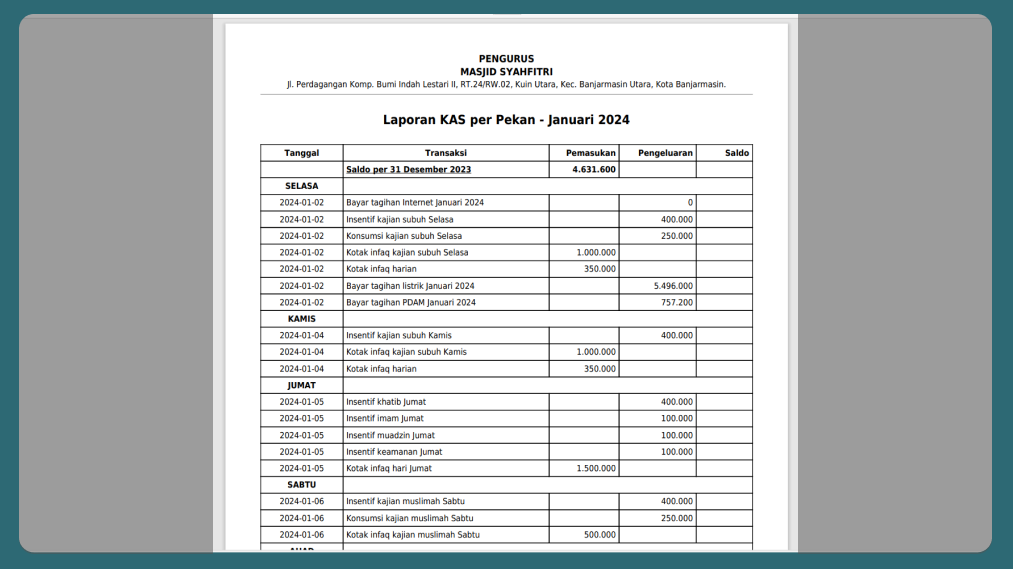 PENGURUS
MASJID SYAHFITRI
Jl. Perdagangan Komp. Bumi Indah Lestari II, RT.24/RW.02, Kuin Utara, Kec. Banjarmasin Utara, Kota Banjarmasin.
Laporan KAS per Pekan - Januari 2024
Tanggal Transaksi Pemasukan Pengeluaran Saldo
Saldo per 31 Desember 2023 4.631.600
SELASA
2024-01-02 Bayar tagihan Internet Januari 2024 0
2024-01-02 Insentif kajian subuh Selasa 400.000
2024-01-02 Konsumsi kajian subuh Selasa 250.000
2024-01-02 Kotak infaq kajian subuh Selasa 1.000.000
2024-01-02 Kotak infaq harian 350.000
2024-01-02 Bayar listrik Januari 2024 5.496.000
2024-01-02 Bayar tagihan PDAM Januari 2024 757.200
KAMIS
2024-01-04 Insentif kajian subuh Kamis 400.000
2024-01-04 Kotak infaq kajian subuh Kamis 1.000.000
2024-01-04 Kotak infaq harian 350.000
JUMAT
2024-01-05 Insentif khatib Jumat 400.000
2024-01-05 Insentif imam Jumat 100.000
2024-01-05 Insentif muadzin Jumat 100.000
2024-01-05 Insentif keamanan Jumat 100.000
2024-01-05 Kotak infaq hari Jumat 1.500.000
SABTU
2024-01-06 Insentif kajian muslimah Sabtu 400.000
2024-01-06 Konsumsi kajian muslimah Sabtu 250.000
2024-01-06 Kotak infaq kajian muslimah Sabtu 500.000